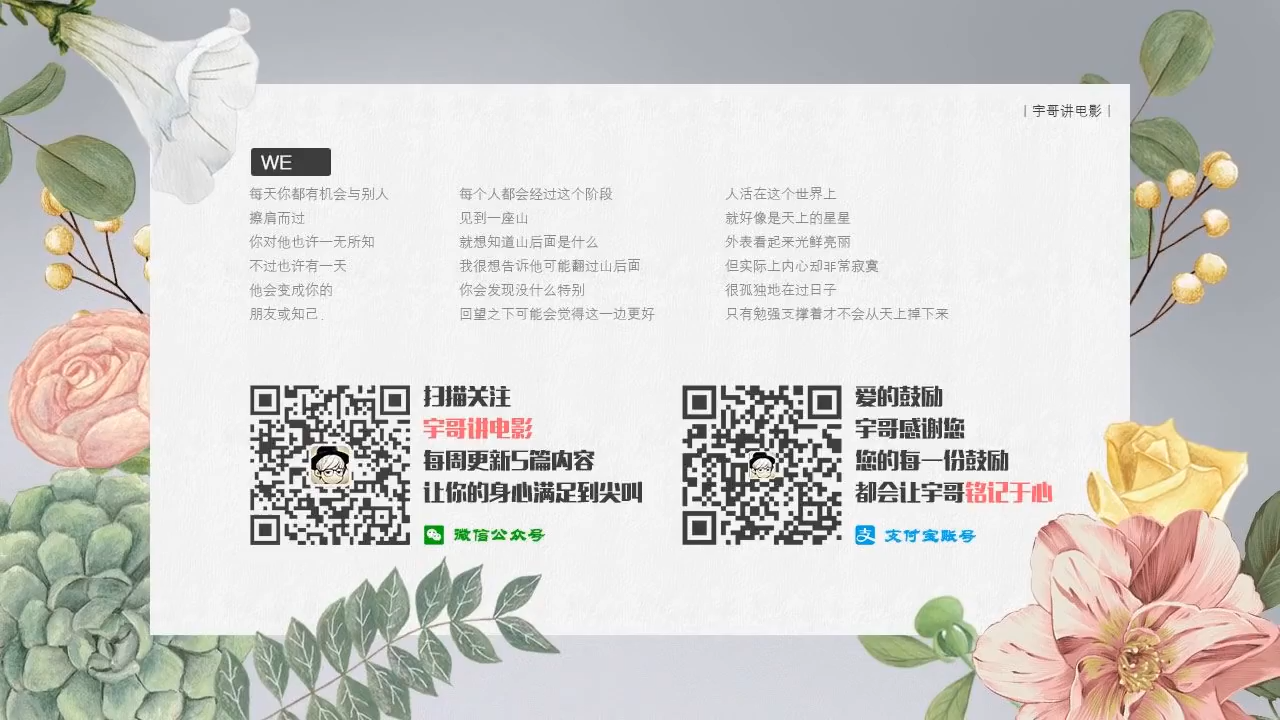 | 宇哥讲电影 |
WE
每天你都有机会与别人
擦肩而过
你对他也许一无所知
不过也许有一天
他会变成你的
朋友或知己.
每个人都会经过这个阶段
见到一座山
就想知道山后面是什么
我很想告诉他可能翻过山后面
你会发现没什么特别
回望之下可能会觉得这一边更好
人活在这个世界上
就好像是天上的星星
外表看起来光鲜亮丽
但实际上内心却非常寂寞
很孤独地在过日子
只有勉强支撑着才不会从天上掉下来
扫描关注
宇哥讲电影
每周更新5篇内容
让你的身心满足到尖叫
微信公众号
爱的鼓励
宇哥感谢您
您的每一份鼓励
都会让宇哥铭记于心
支 支付宝账号